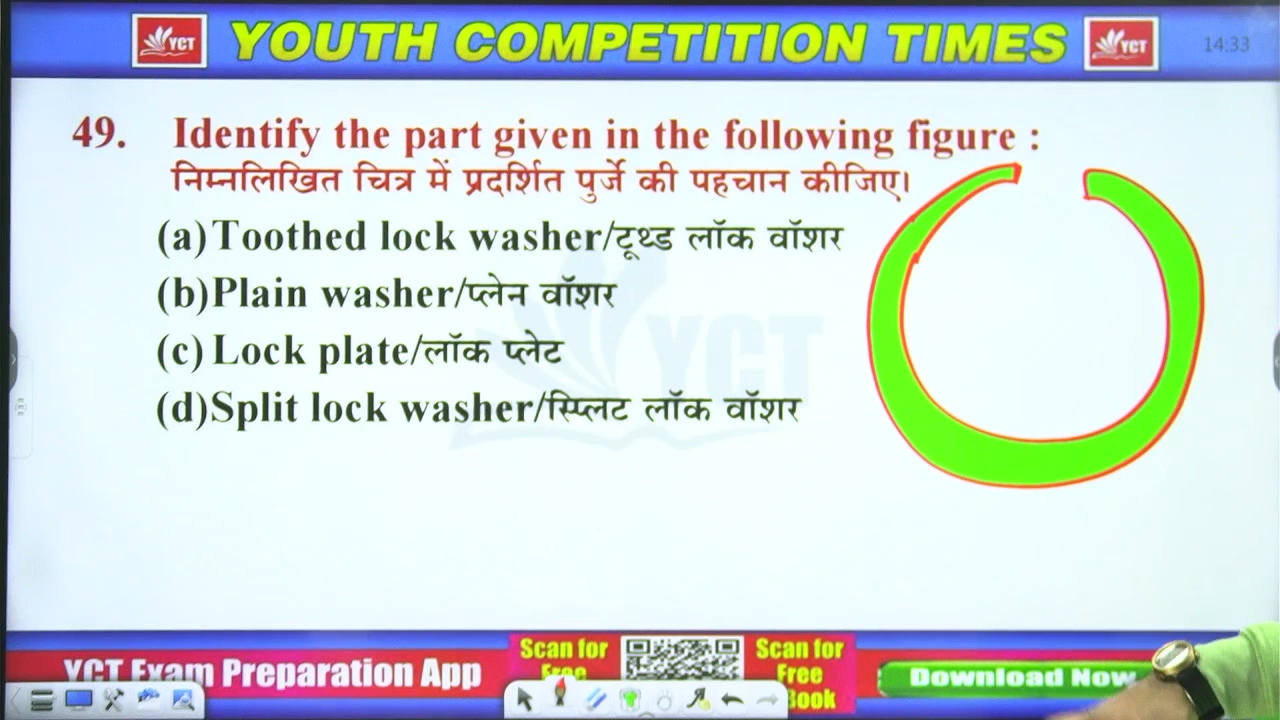 YCT YOUTH COMPETITION TIMES YCT 14:33
49. Identify the part given in the following figure :
निम्नलिखित चित्र में प्रदर्शित पुर्जे की पहचान कीजिए।
(a) Toothed lock washer/टूथ्ड लॉक वॉशर
(b) Plain washer/प्लेन वॉशर
(c) Lock plate/लॉक प्लेट
(d) Split lock washer/स्प्लिट लॉक वॉशर
YCT
YCT Exam Preparation App
Scan for
Free
Scan for
Free
Book
Download Now